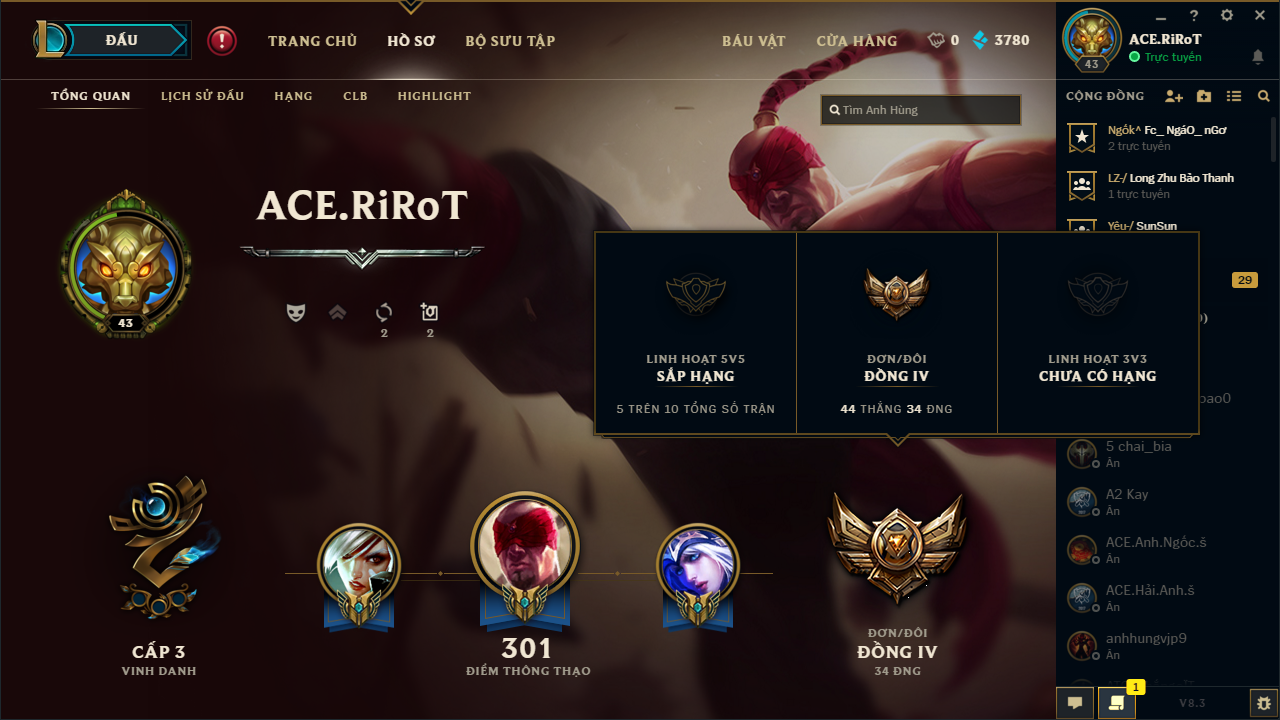 ĐẤU
TRANG CHỦ
HỒ SƠ
BỘ SƯU TẬP
BÁU VẬT
CỬA HÀNG
0
3780
ACE.RiRoT
Trực tuyến
43
TỔNG QUAN
LỊCH SỬ ĐẤU
HẠNG
CLB
HIGHLIGHT
Tìm Anh Hùng
CỘNG ĐỒNG
Ngốk^ Fc_ NgáO_ nGơ
2 trực tuyến
LZ-/ Long Zhu Bảo Thanh
1 trực tuyến
Yêu-/ SunSun
29
ACE.RiRoT
43
2
2
LINH HOẠT 5V5
SẮP HẠNG
5 TRÊN 10 TỔNG SỐ TRẬN
ĐƠN/ĐÔI
ĐỒNG IV
44 THẮNG 34 ĐNG
LINH HOẠT 3V3
CHƯA CÓ HẠNG
bao0
5 chai_bia
Ẩn
A2 Kay
Ẩn
ACE.Anh.Ngốc.š
Ẩn
ACE.Hải.Anh.š
Ẩn
anhhungvjp9
Ẩn
CẤP 3
VINH DANH
301
ĐIỂM THÔNG THẠO
ĐƠN/ĐÔI
ĐỒNG IV
34 ĐNG
1
V8.3